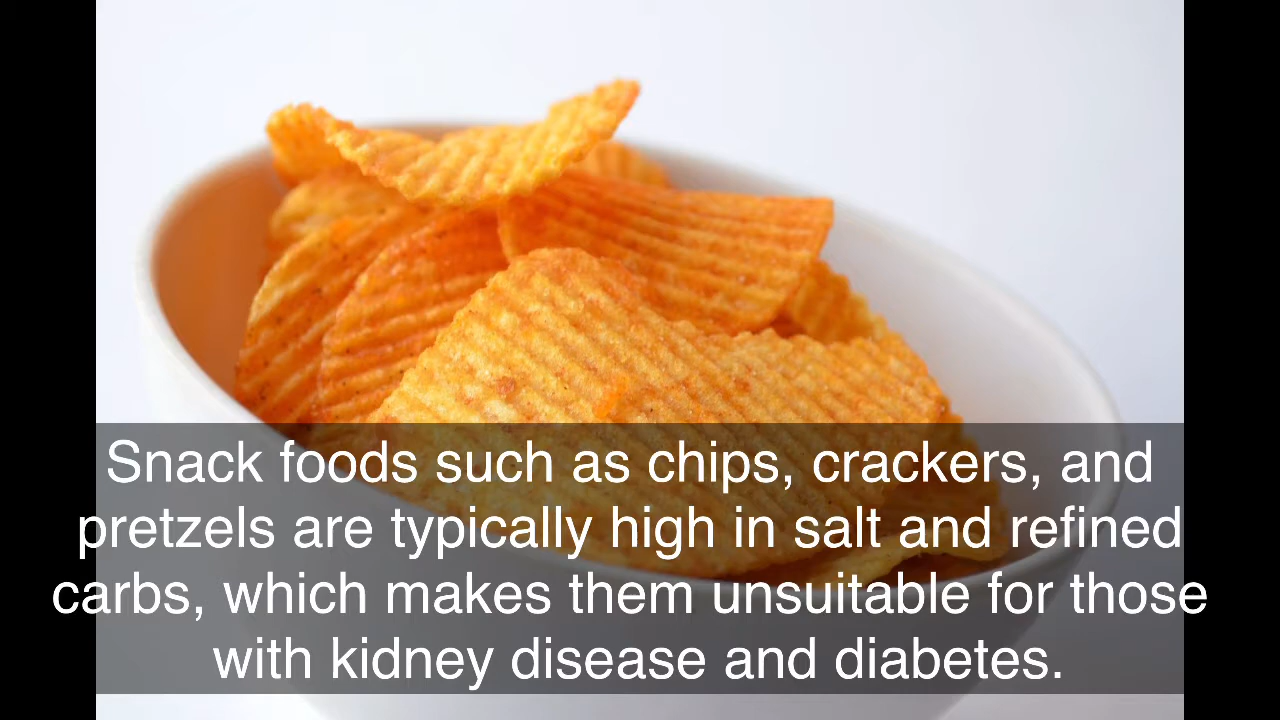 Snack foods such as chips, crackers, and
pretzels are typically high in salt and refined
carbs, which makes them unsuitable for those
with kidney disease and diabetes.